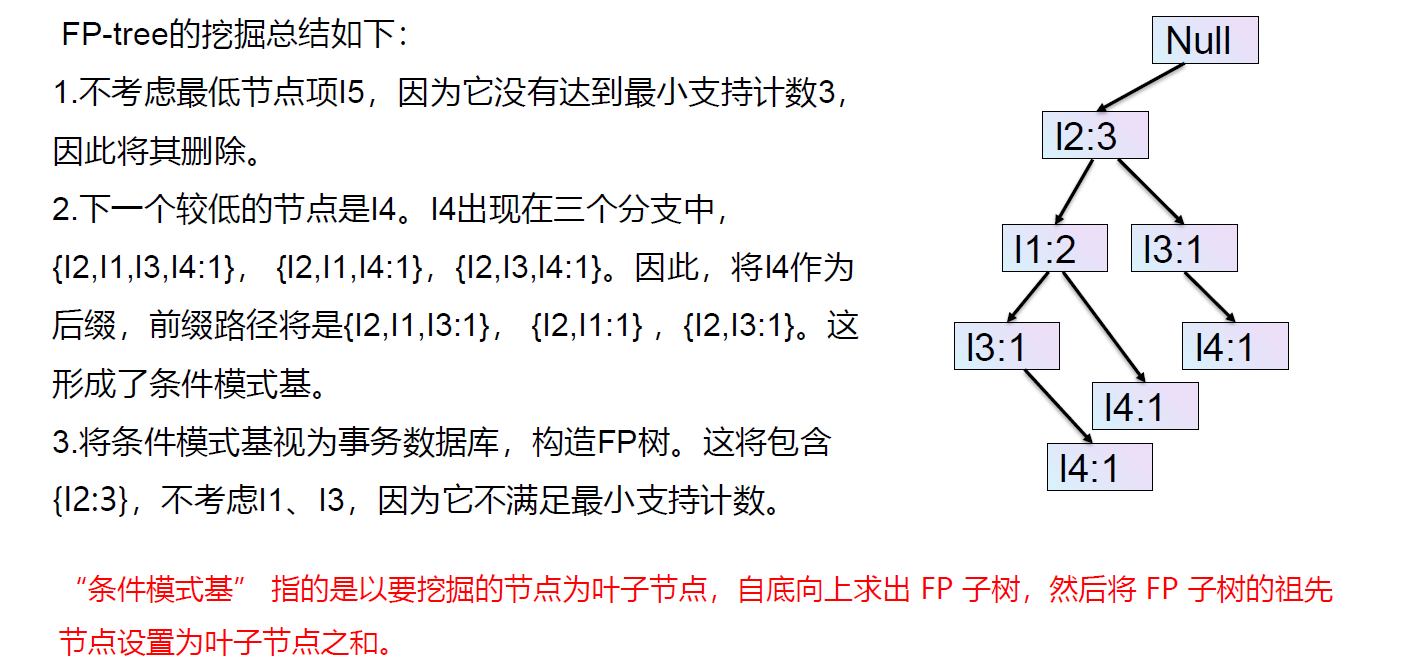 FP-tree的挖掘总结如下：
1.不考虑最低节点项I5，因为它没有达到最小支持计数3，
因此将其删除。
2.下一个较低的节点是I4。I4出现在三个分支中，
{I2,I1,I3,I4:1}， {I2,I1,I4:1}，{I2,I3,I4:1}。因此，将I4作为
后缀，前缀路径将是{I2,I1,I3:1}， {I2,I1:1} ，{I2,I3:1}。这
形成了条件模式基。
3.将条件模式基视为事务数据库，构造FP树。这将包含
{I2:3}，不考虑I1、I3，因为它不满足最小支持计数。
Null
I2:3
I1:2
I3:1
I3:1
I4:1
I4:1
I4:1
“条件模式基” 指的是以要挖掘的节点为叶子节点，自底向上求出 FP 子树，然后将 FP 子树的祖先
节点设置为叶子节点之和。